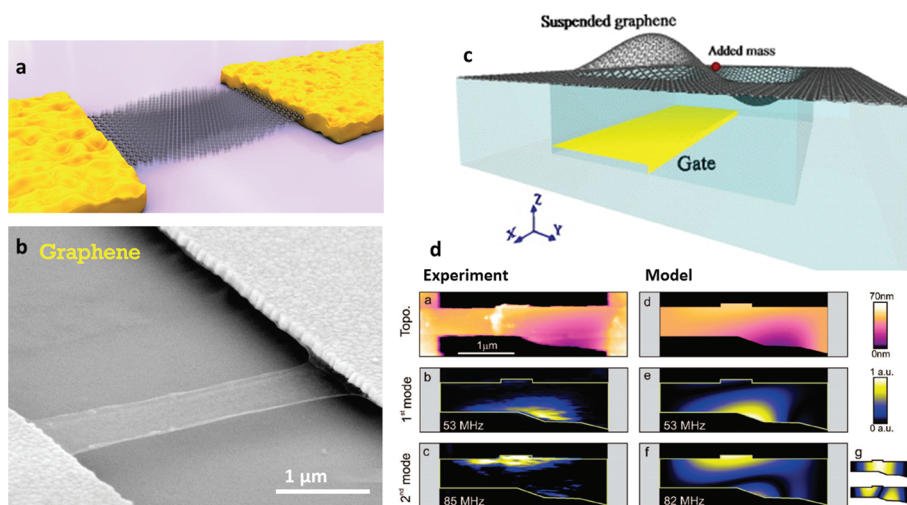 a
b
Graphene
1 μm
Suspended graphene
c
Added mass
Gate
Z
X
Y
d
Experiment
Model
Topo.
a
1μm
d
70nm
0nm
1st mode
b
53 MHz
e
53 MHz
1 a.u.
0 a.u.
2nd mode
c
85 MHz
f
82 MHz
g